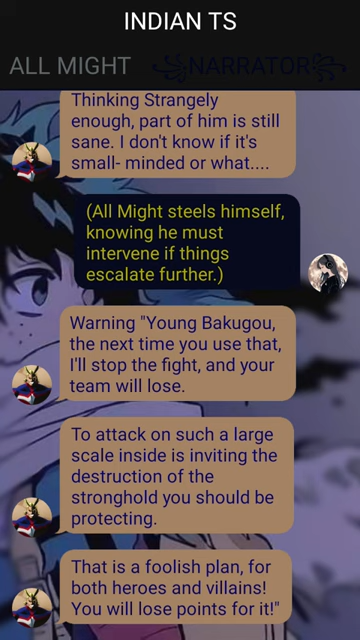 INDIAN TS
ALL MIGHT
꧁NARRATOR꧂
Thinking Strangely
enough, part of him is still
sane. I don't know if it's
small- minded or what....
(All Might steels himself,
knowing he must
intervene if things
escalate further.)
Warning "Young Bakugou,
the next time you use that,
I'll stop the fight, and your
team will lose.
To attack on such a large
scale inside is inviting the
destruction of the
stronghold you should be
protecting.
That is a foolish plan, for
both heroes and villains!
You will lose points for it!"